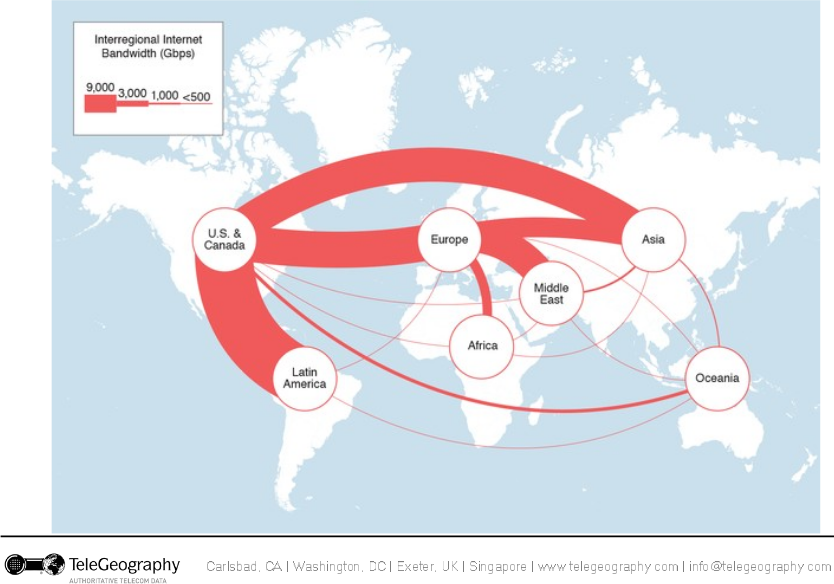 Interregional Internet
Bandwidth (Gbps)
9,000 3,000 1,000 <500
U.S. &
Canada
Europe
Asia
Middle
East
Africa
Latin
America
Oceania
TeleGeography
AUTHORITATIVE TELECOM DATA
Carlsbad, CA | Washington, DC | Exeter, UK | Singapore | www.telegeography.com | info@telegeography.com